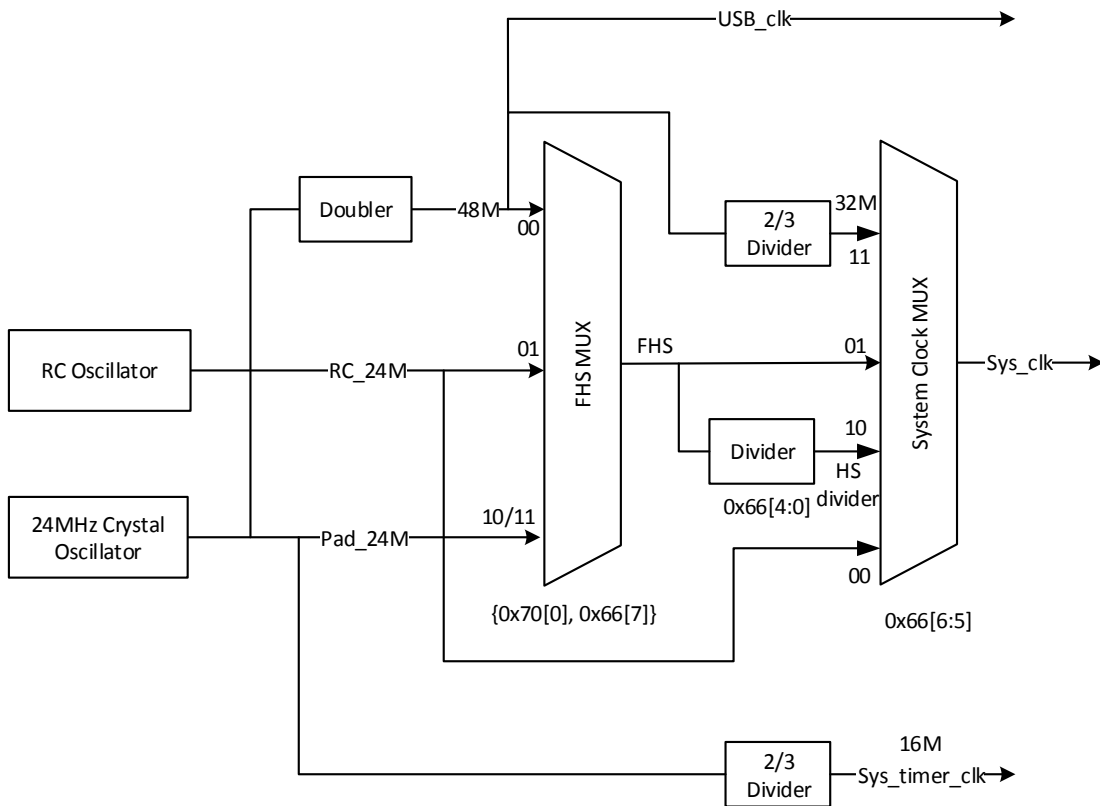 USB_clk
Doubler
48M
00
2/3
Divider
32M
11
RC Oscillator
RC_24M
01
FHS MUX
FHS
01
System Clock MUX
Sys_clk
Divider
10
HS
divider
0x66[4:0]
24MHz Crystal
Oscillator
Pad_24M
10/11
00
{0x70[0], 0x66[7]}
0x66[6:5]
2/3
Divider
16M
Sys_timer_clk